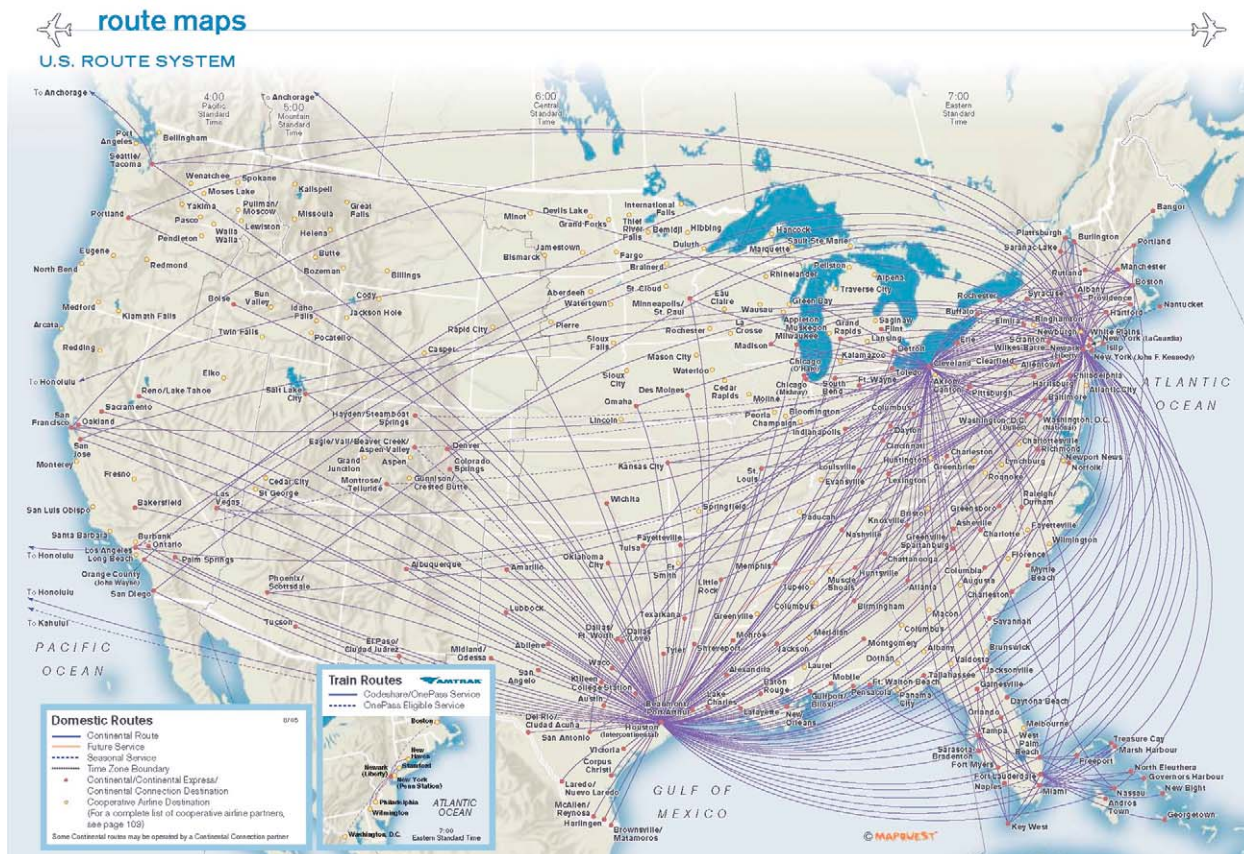 route maps
U.S. ROUTE SYSTEM
To Anchorage
To Anchorage
4:00
Pacific
Standard
Time
5:00
Mountain
Standard
Time
6:00
Central
Standard
Time
7:00
Eastern
Standard
Time
Port
Angeles
Bellingham
Seattle/
Tacoma
Wenatchee
Spokane
Moses Lake
Kalispell
Yakima
Pullman/
Moscow
Great
Falls
Portland
Pasco
Lewiston
Missoula
Walla
Walla
Helena
Pendleton
Butte
Eugene
Redmond
Bozeman
Billings
North Bend
Boise
Sun
Valley
Idaho
Falls
Cody
Jackson Hole
Medford
Klamath Falls
Twin Falls
Pocatello
Arcata
Redding
Casper
Rapid City
Elko
To Honolulu
Reno/Lake Tahoe
Salt Lake
City
Sacramento
San
Francisco
Oakland
San
Jose
Hayden/Steamboat
Springs
Eagle/Vail/Beaver Creek/
Aspen-Valley
Denver
Monterey
Grand
Junction
Aspen
Colorado
Springs
Fresno
Cedar City
St George
Montrose/
Telluride
Gunnison/
Crested Butte
Las
Vegas
San Luis Obispo
Bakersfield
Santa Barbara
Burbank
Ontario
To Honolulu
Los Angeles
Long Beach
Palm Springs
Orange County
(John Wayne)
San Diego
To Honolulu
To Kahului
Phoenix/
Scottsdale
Albuquerque
Amarillo
Tucson
Lubbock
El Paso/
Ciudad Juárez
Midland/
Odessa
PACIFIC
OCEAN
Minot
Devils Lake
Grand Forks
International
Falls
Thief
River
Falls
Bemidji
Hibbing
Duluth
Jamestown
Bismarck
Fargo
Brainerd
Aberdeen
Watertown
St. Cloud
Minneapolis/
St. Paul
Eau
Claire
Wausau
Pierre
Rochester
La
Crosse
Sioux
Falls
Mason City
Sioux
City
Waterloo
Des Moines
Cedar
Rapids
Omaha
Moline
Lincoln
Hancock
Marquette
Sault Ste Marie
Rhinelander
Pellston
Alpena
Traverse City
Green Bay
Appleton
Muskegon
Milwaukee
Madison
Grand
Rapids
Saginaw
Flint
Lansing
Kalamazoo
Detroit
Chicago
(O'Hare)
Chicago
(Midway)
South
Bend
Ft. Wayne
Toledo
Cleveland
Akron
Canton
Peoria
Champaign
Bloomington
Indianapolis
Columbus
Dayton
Cincinnati
Huntington
Pittsburgh
Erie
Buffalo
Rochester
Syracuse
Elmira
Binghamton
Scranton
Wilkes Barre
Clearfield
Allentown
Newburgh
Newark
(Liberty)
Harrisburg
Philadelphia
Atlantic City
Baltimore
Washington, D.C.
(Dulles)
Washington, D.C.
(National)
Plattsburgh
Saranac Lake
Burlington
Rutland
Albany
Bangor
Portland
Manchester
Boston
Providence
Nantucket
Hartford
White Plains
New York (LaGuardia)
Islip
New York (John F. Kennedy)
ATLANTIC
OCEAN
Kansas City
St.
Louis
Louisville
Evansville
Lexington
Charleston
Greenbrier
Charlottesville
Richmond
Newport News
Norfolk
Lynchburg
Roanoke
Wichita
Springfield
Paducah
Bristol
Greensboro
Raleigh/
Durham
Knoxville
Nashville
Asheville
Fayetteville
Greenville
Spartanburg
Charlotte
Wilmington
Chattanooga
Florence
Columbia
Myrtle
Beach
Huntsville
Muscle
Shoals
Atlanta
Augusta
Charleston
Fayetteville
Tulsa
Oklahoma
City
Ft
Smith
Memphis
Little
Rock
Tupelo
Columbus
Birmingham
Macon
Savannah
Texarkana
Greenville
Columbus
Dallas/
Ft. Worth
Dallas
(Love)
Monroe
Meridian
Montgomery
Albany
Brunswick
Abilene
Tyler
Shreveport
Jackson
Dothan
Valdosta
Jacksonville
Waco
San
Angelo
Killeen
College Station
Alexandria
Laurel
Tallahassee
Gainesville
Austin
Baton
Rouge
Mobile
Ft. Walton Beach
Gulfport/
Biloxi
Pensacola
Panama
City
Beaumont
Port Arthur
Lake
Charles
Lafayette
New
Orleans
Daytona Beach
Del Rio/
Ciudad Acuña
San Antonio
Houston
(Intercontinental)
Orlando
Melbourne
Tampa
Victoria
Corpus
Christi
Sarasota
Bradenton
West
Palm
Beach
Fort Myers
Laredo/
Nuevo Laredo
Fort Lauderdale
Naples
Miami
McAllen/
Reynosa
Harlingen
Brownsville/
Matamoros
Key West
GULF OF
MEXICO
Treasure Cay
Marsh Harbour
Freeport
North Eleuthera
Governors Harbour
Nassau
New Bight
Andros
Town
Georgetown
© MAPQUEST
Domestic Routes
Continental Route
Future Service
Seasonal Service
Time Zone Boundary
Continental/Continental Express/
Continental Connection Destination
Cooperative Airline Destination
(For a complete list of cooperative airline partners,
see page 109)
Some Continental routes may be operated by a Continental Connection partner
Train Routes
AMTRAK
Codeshare/OnePass Service
OnePass Eligible Service
Boston
New
Haven
Stamford
Newark
(Liberty)
New York
(Penn Station)
Philadelphia
Wilmington
Washington, D.C.
ATLANTIC
OCEAN
7:00
Eastern Standard Time